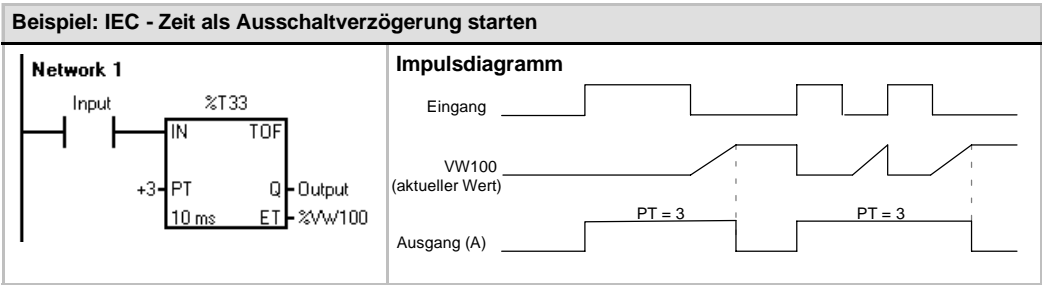 Beispiel: IEC - Zeit als Ausschaltverzögerung starten
Network 1
Input
%T33
IN
TOF
+3
PT
Q
Output
10 ms
ET
%VW100
Impulsdiagramm
Eingang
VW100
(aktueller Wert)
PT = 3
PT = 3
Ausgang (A)